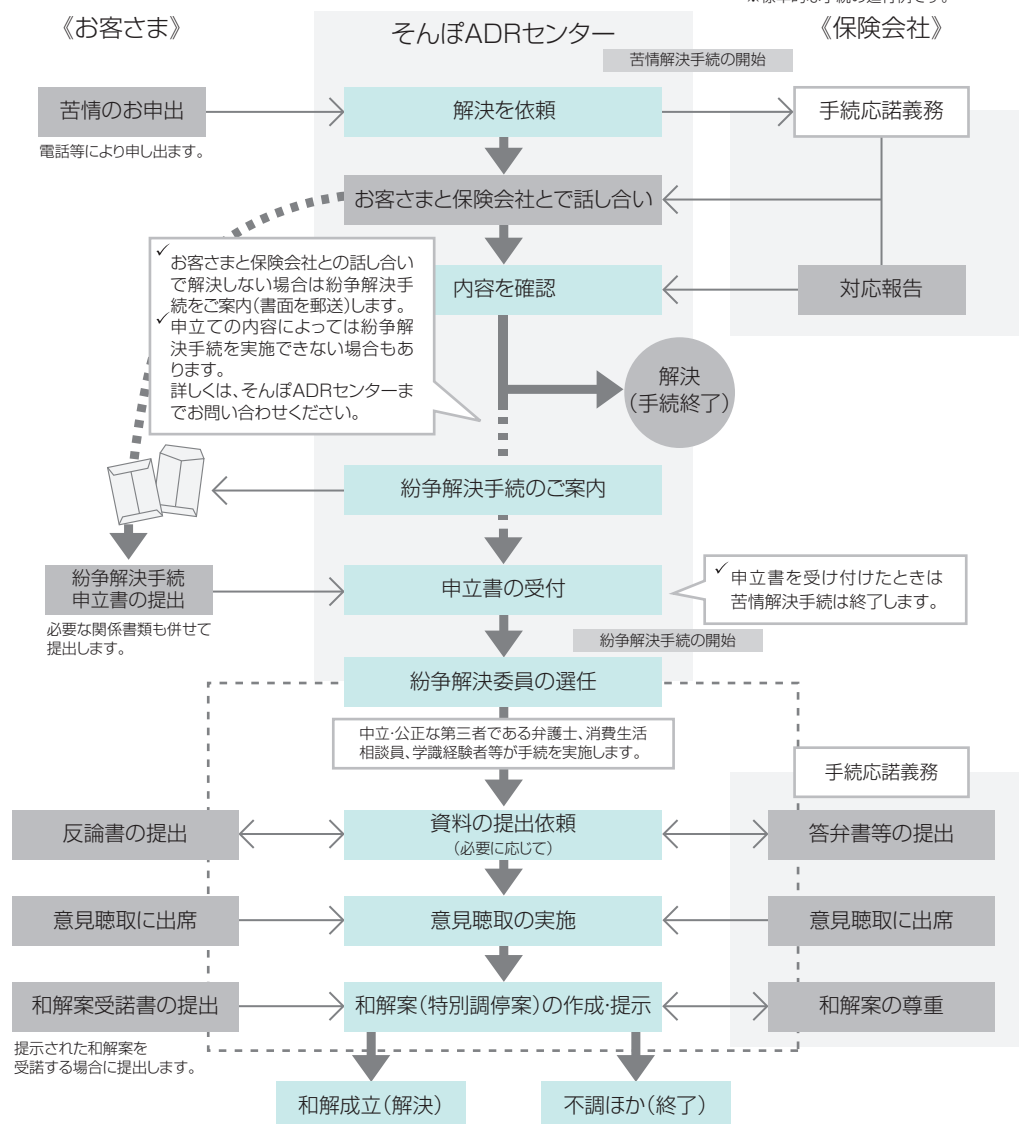 ※標準的な手続の進行例です。
《お客さま》
そんぽADRセンター
《保険会社》
苦情解決手続の開始
苦情のお申出
解決を依頼
手続応諾義務
電話等により申し出ます。
お客さまと保険会社とで話し合い
✓お客さまと保険会社との話し合い
で解決しない場合は紛争解決手
続をご案内(書面を郵送)します。
✓申立ての内容によっては紛争解
決手続を実施できない場合もあ
ります。
詳しくは、そんぽADRセンターま
でお問い合わせください。
内容を確認
対応報告
解決
(手続終了)
紛争解決手続のご案内
紛争解決手続
申立書の提出
申立書の受付
✓申立書を受け付けたときは
苦情解決手続は終了します。
必要な関係書類も併せて
提出します。
紛争解決手続の開始
紛争解決委員の選任
中立・公正な第三者である弁護士、消費生活
相談員、学識経験者等が手続を実施します。
手続応諾義務
反論書の提出
資料の提出依頼
(必要に応じて)
答弁書等の提出
意見聴取に出席
意見聴取の実施
意見聴取に出席
和解案受諾書の提出
和解案(特別調停案)の作成・提示
和解案の尊重
提示された和解案を
受諾する場合に提出します。
和解成立(解決)
不調ほか(終了)